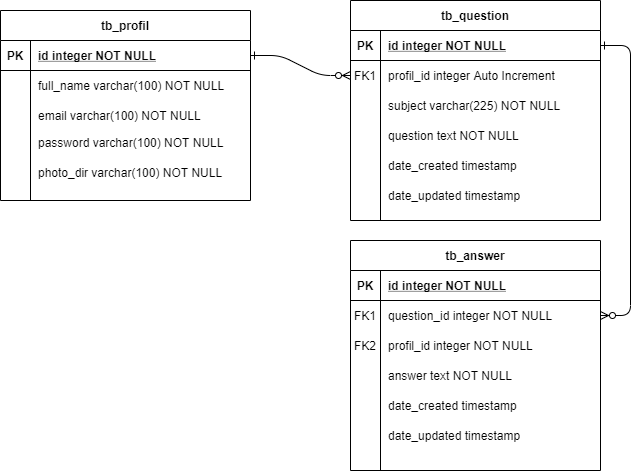 tb_profil
PK id integer NOT NULL
full_name varchar(100) NOT NULL
email varchar(100) NOT NULL
password varchar(100) NOT NULL
photo_dir varchar(100) NOT NULL
tb_question
PK id integer NOT NULL
FK1 profil_id integer Auto Increment
subject varchar(225) NOT NULL
question text NOT NULL
date_created timestamp
date_updated timestamp
tb_answer
PK id integer NOT NULL
FK1 question_id integer NOT NULL
FK2 profil_id integer NOT NULL
answer text NOT NULL
date_created timestamp
date_updated timestamp